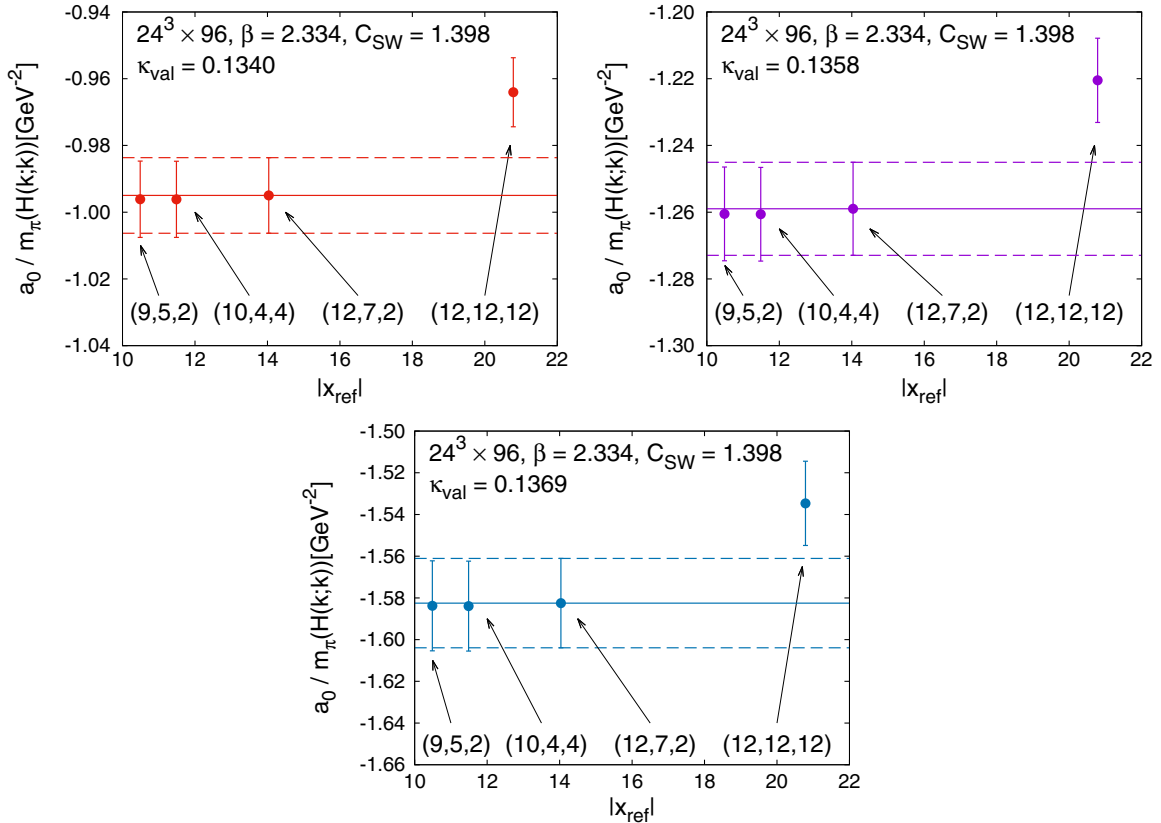 24³ × 96, β = 2.334, C_SW = 1.398
κ_val = 0.1340
a₀ / m_π(H(k;k))[GeV⁻²]
-0.94
-0.96
-0.98
-1.00
-1.02
-1.04
(9,5,2) (10,4,4) (12,7,2) (12,12,12)
10 12 14 16 18 20 22
|x_ref|
24³ × 96, β = 2.334, C_SW = 1.398
κ_val = 0.1358
a₀ / m_π(H(k;k))[GeV⁻²]
-1.20
-1.22
-1.24
-1.26
-1.28
-1.30
(9,5,2) (10,4,4) (12,7,2) (12,12,12)
10 12 14 16 18 20 22
|x_ref|
24³ × 96, β = 2.334, C_SW = 1.398
κ_val = 0.1369
a₀ / m_π(H(k;k))[GeV⁻²]
-1.50
-1.52
-1.54
-1.56
-1.58
-1.60
-1.62
-1.64
-1.66
(9,5,2) (10,4,4) (12,7,2) (12,12,12)
10 12 14 16 18 20 22
|x_ref|